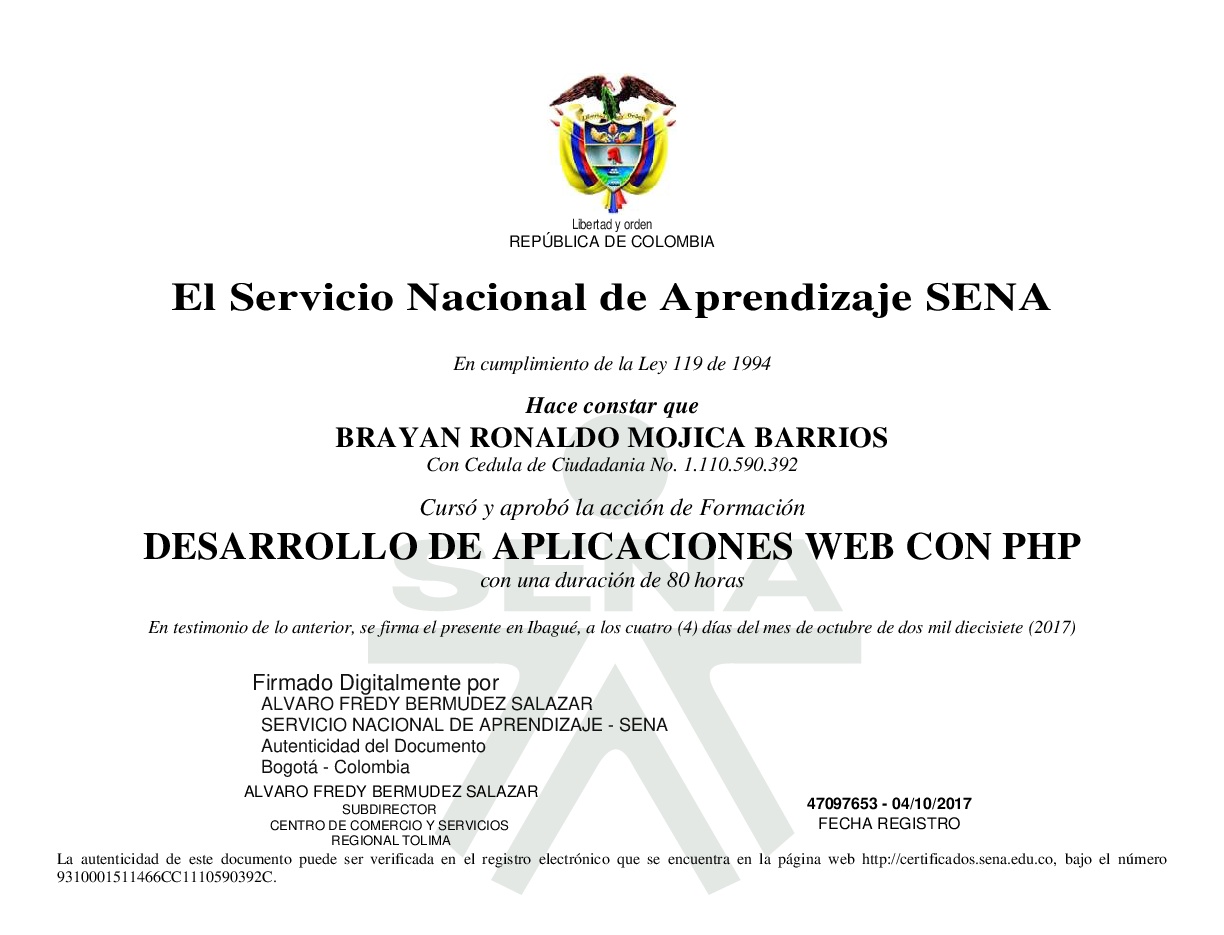 Libertad y Orden
Libertad y orden
REPÚBLICA DE COLOMBIA
El Servicio Nacional de Aprendizaje SENA
En cumplimiento de la Ley 119 de 1994
Hace constar que
BRAYAN RONALDO MOJICA BARRIOS
Con Cedula de Ciudadania No. 1.110.590.392
Cursó y aprobó la acción de Formación
DESARROLLO DE APLICACIONES WEB CON PHP
SENA
con una duración de 80 horas
En testimonio de lo anterior, se firma el presente en Ibagué, a los cuatro (4) días del mes de octubre de dos mil diecisiete (2017)
Firmado Digitalmente por
ALVARO FREDY BERMUDEZ SALAZAR
SERVICIO NACIONAL DE APRENDIZAJE - SENA
Autenticidad del Documento
Bogotá - Colombia
ALVARO FREDY BERMUDEZ SALAZAR
SUBDIRECTOR
CENTRO DE COMERCIO Y SERVICIOS
REGIONAL TOLIMA
47097653 - 04/10/2017
FECHA REGISTRO
La autenticidad de este documento puede ser verificada en el registro electrónico que se encuentra en la página web http://certificados.sena.edu.co, bajo el número
9310001511466CC1110590392C.